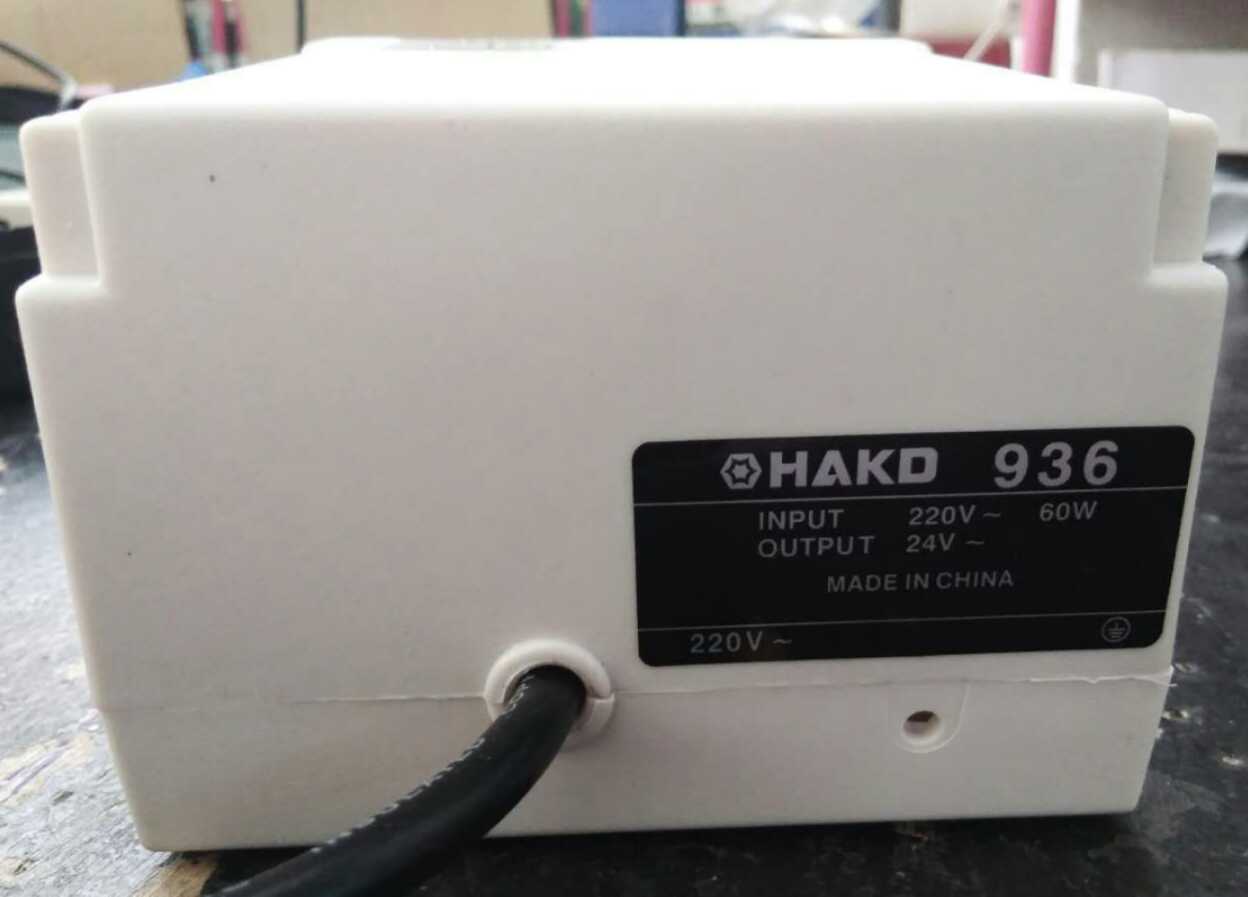 HAKD 936
INPUT 220V~ 60W
OUTPUT 24V~
MADE IN CHINA
220V~